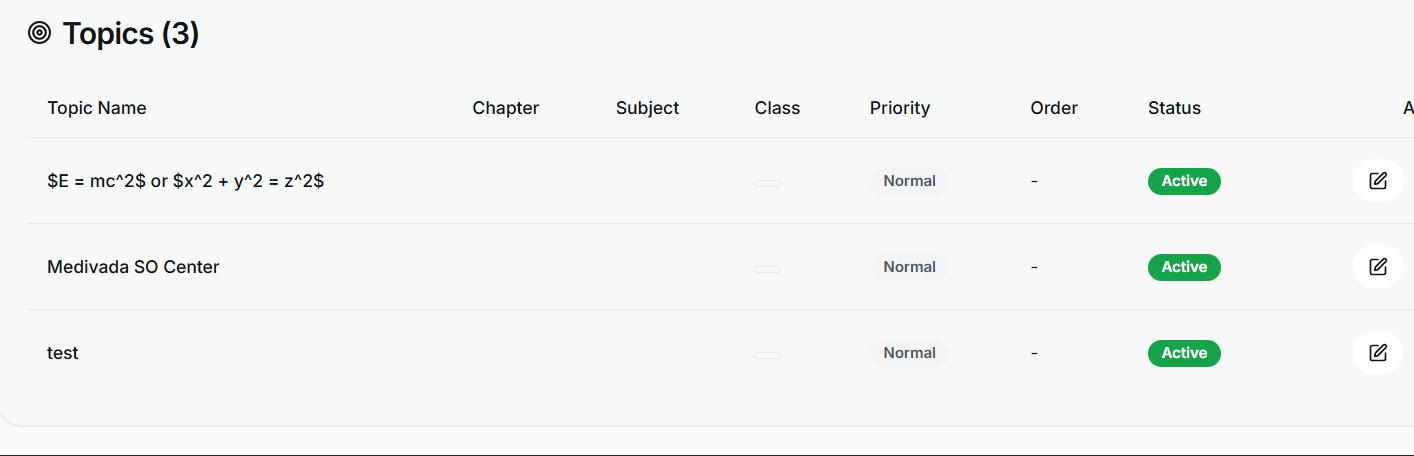 Topics (3)
Topic Name Chapter Subject Class Priority Order Status
$E = mc^2$ or $x^2 + y^2 = z^2$ Normal - Active
Medivada SO Center Normal - Active
test Normal - Active